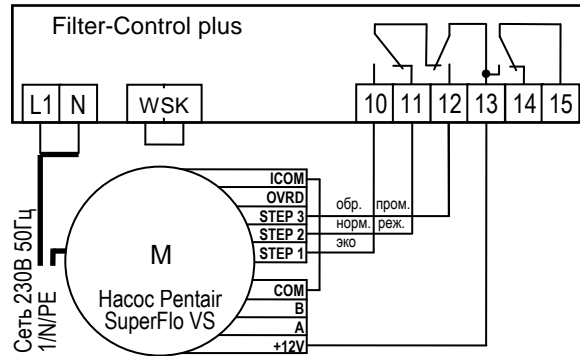 Filter-Control plus
L1 N WSK 10 11 12 13 14 15
ICOM
OVRD
STEP 3 обр. пром.
STEP 2 норм. реж.
STEP 1 эко
M
Насос Pentair
SuperFlo VS
COM
B
A
+12V
Сеть 230В 50Гц
1/N/PE